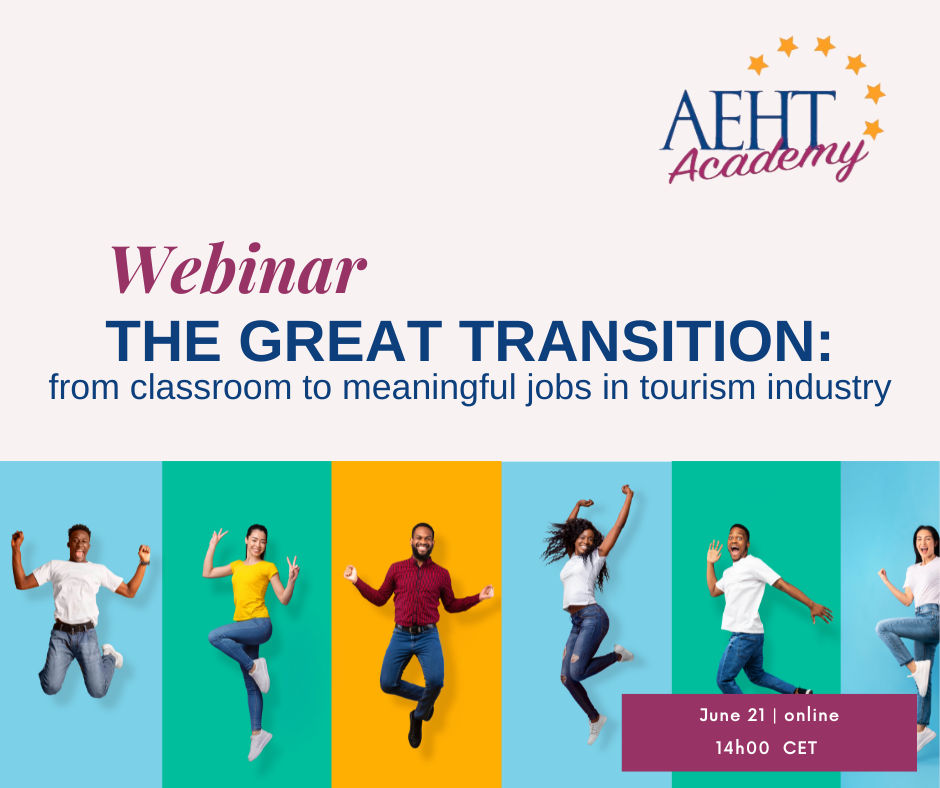 AEHT
Academy
Webinar
THE GREAT TRANSITION:
from classroom to meaningful jobs in tourism industry
June 21 | online
14h00 CET